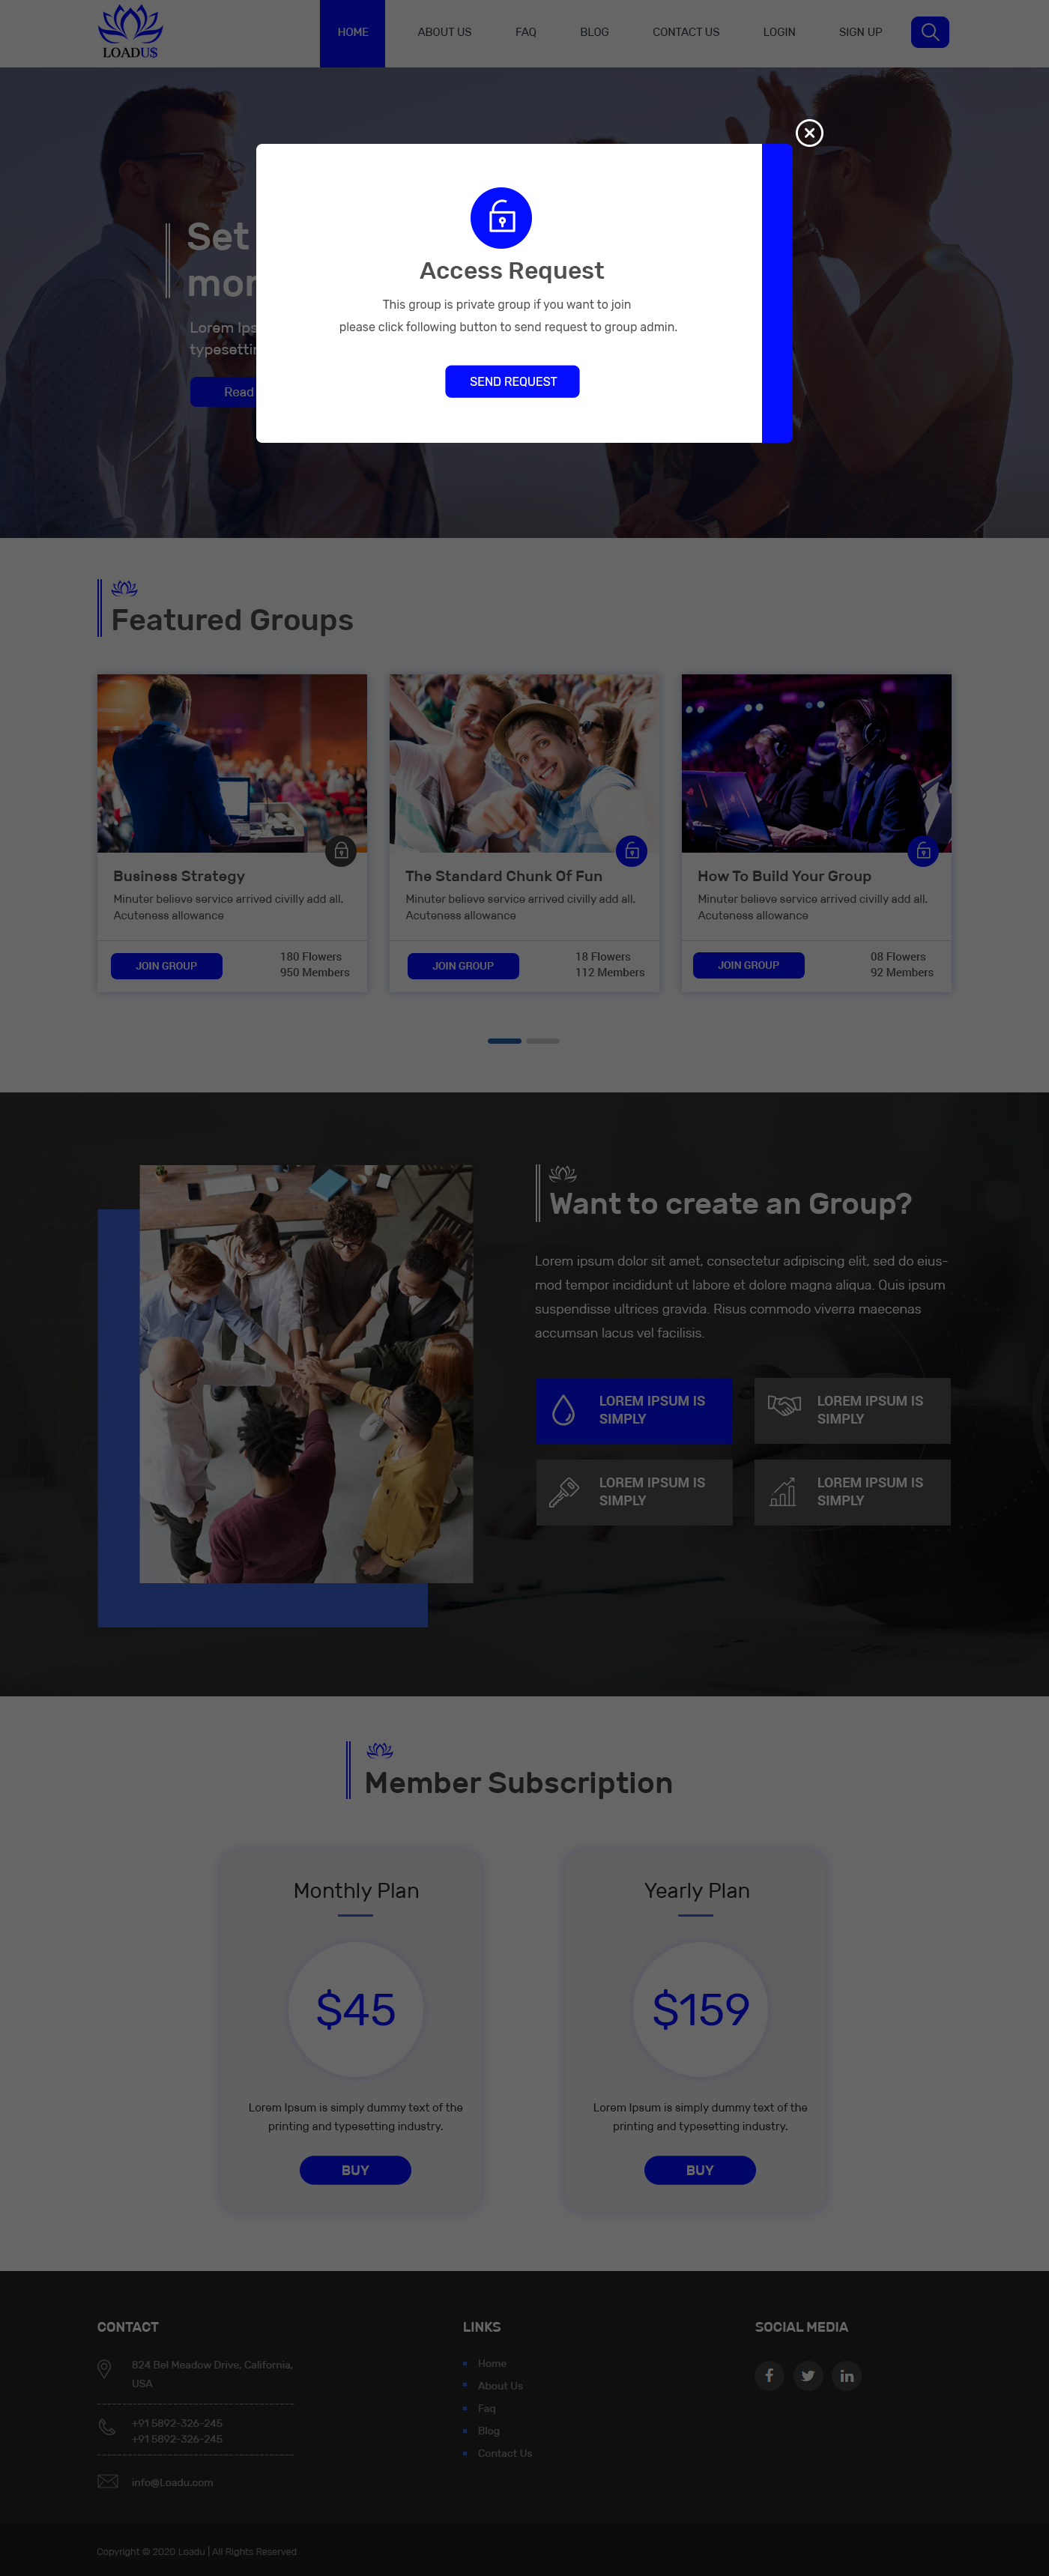 LOADU$
HOME
ABOUT US
FAQ
BLOG
CONTACT US
LOGIN
SIGN UP
Set
mor
Lorem Ips
typesettin
Read
Access Request
This group is private group if you want to join
please click following button to send request to group admin.
SEND REQUEST
Featured Groups
Business Strategy
Minuter believe service arrived civilly add all.
Acuteness allowance
JOIN GROUP
180 Flowers
950 Members
The Standard Chunk Of Fun
Minuter believe service arrived civilly add all.
Acuteness allowance
JOIN GROUP
18 Flowers
112 Members
How To Build Your Group
Minuter believe service arrived civilly add all.
Acuteness allowance
JOIN GROUP
08 Flowers
92 Members
Want to create an Group?
Lorem ipsum dolor sit amet, consectetur adipiscing elit, sed do eius-
mod tempor incididunt ut labore et dolore magna aliqua. Quis ipsum
suspendisse ultrices gravida. Risus commodo viverra maecenas
accumsan lacus vel facilisis.
LOREM IPSUM IS
SIMPLY
LOREM IPSUM IS
SIMPLY
LOREM IPSUM IS
SIMPLY
LOREM IPSUM IS
SIMPLY
Member Subscription
Monthly Plan
$45
Lorem Ipsum is simply dummy text of the
printing and typesetting industry.
BUY
Yearly Plan
$159
Lorem Ipsum is simply dummy text of the
printing and typesetting industry.
BUY
CONTACT
824 Bel Meadow Drive, California,
USA
+91 5892-326-245
+91 5892-326-245
info@Loadu.com
LINKS
Home
About Us
Faq
Blog
Contact Us
SOCIAL MEDIA
Copyright © 2020 Loadu | All Rights Reserved